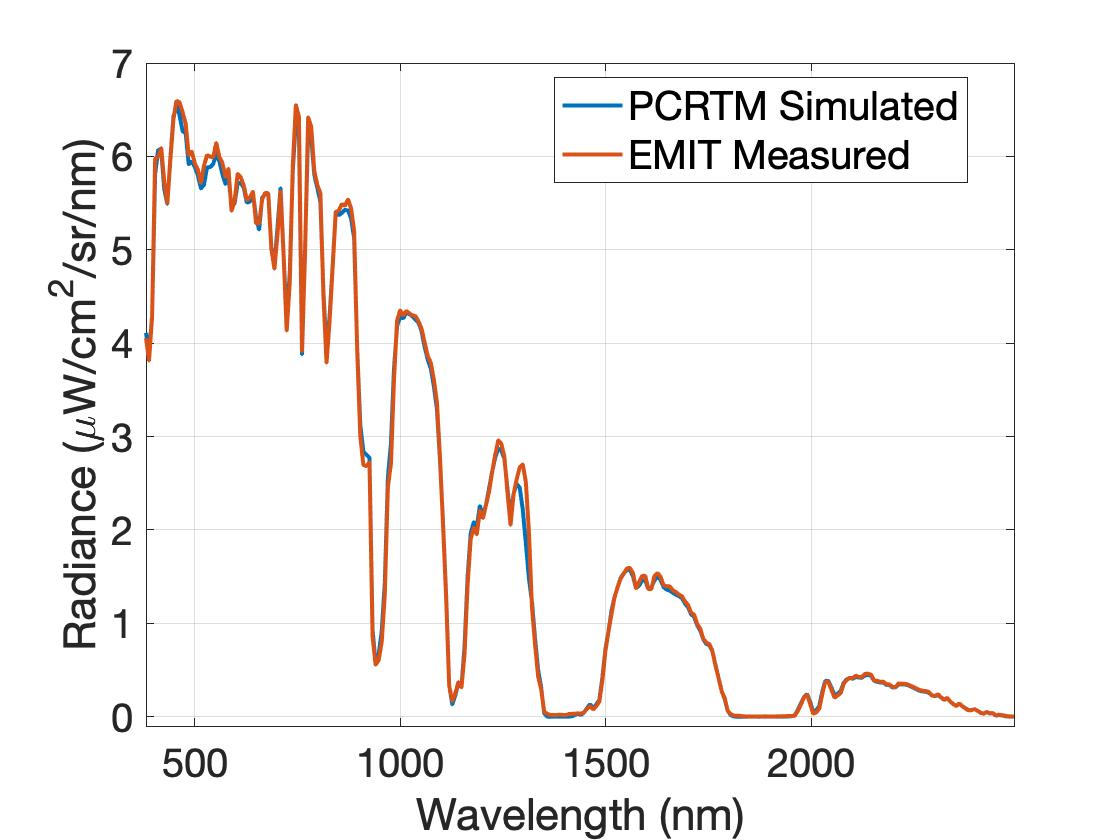 7
6
5
4
3
2
1
0
Radiance (μW/cm²/sr/nm)
PCRTM Simulated
EMIT Measured
500 1000 1500 2000
Wavelength (nm)